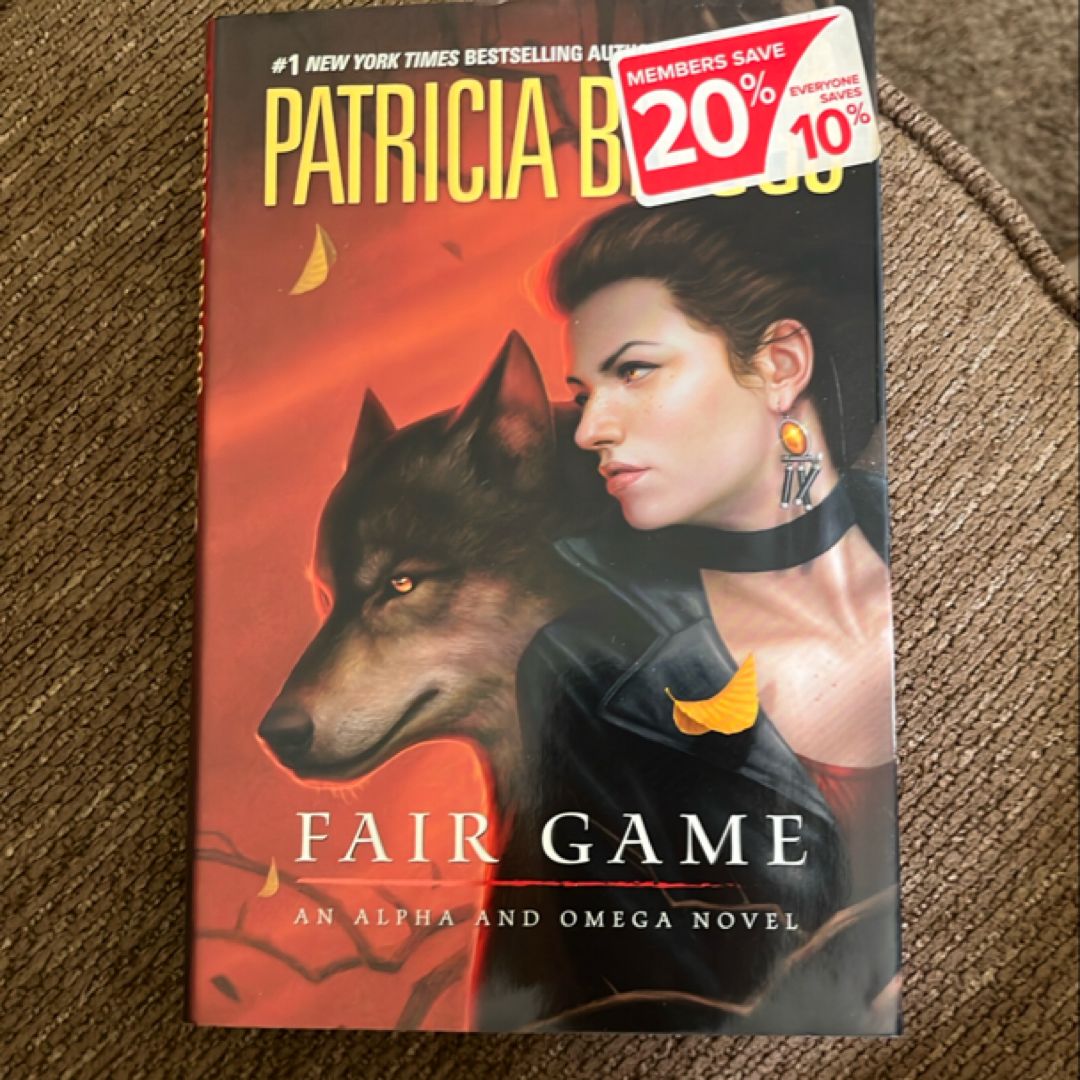 #1 NEW YORK TIMES BESTSELLING
PATRICIA
MEMBERS SAVE
20%
EVERYONE
SAVES
10%
FAIR GAME
AN ALPHA AND OMEGA NOVEL